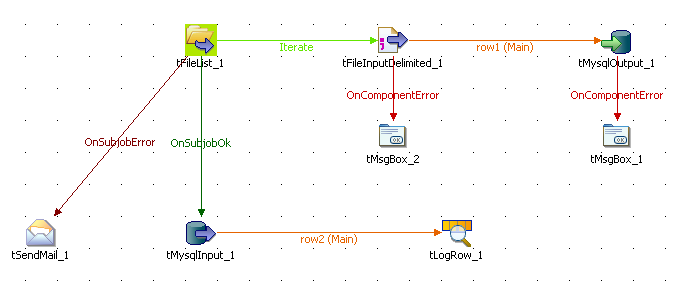 Iterate
row1 (Main)
tFileList_1
tFileInputDelimited_1
tMysqlOutput_1
OnComponentError
OnComponentError
OnSubjobError
OnSubjobOk
tMsgBox_2
tMsgBox_1
row2 (Main)
tSendMail_1
tMysqlInput_1
tLogRow_1